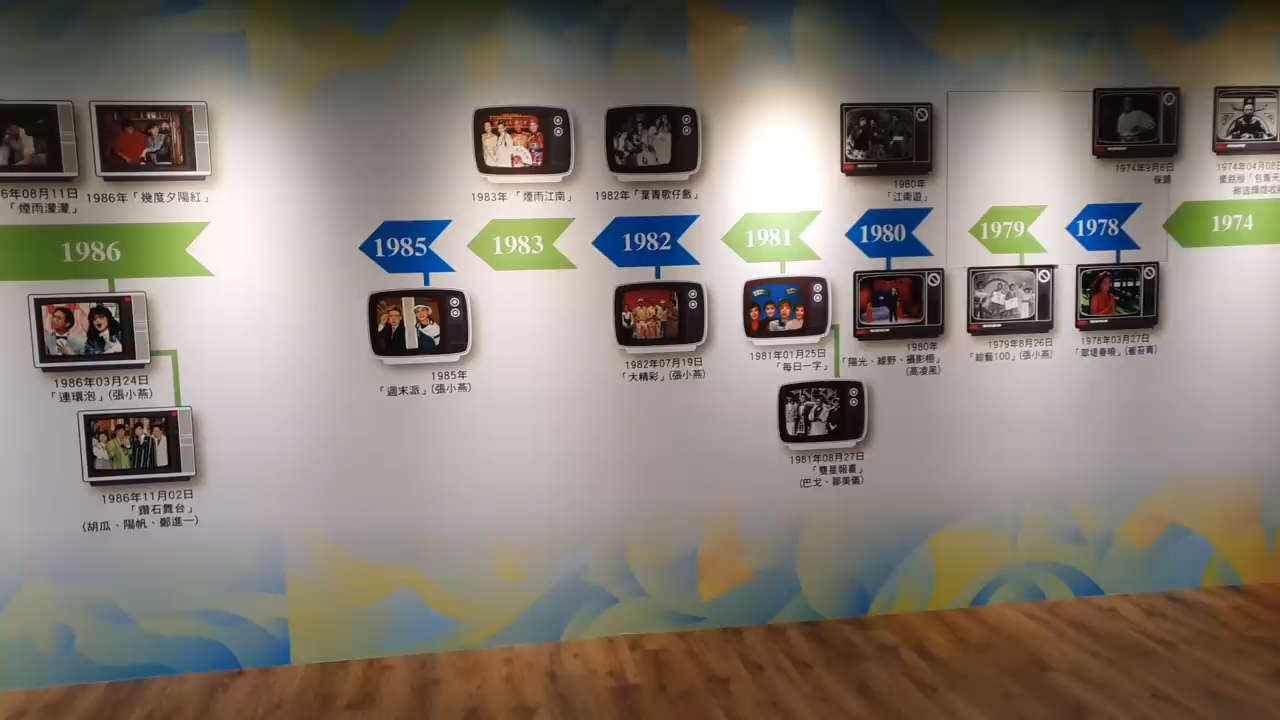 6年08月11日
「煙雨濛濛」
1986年「幾度夕陽紅」
1983年「煙雨江南」
1982年「葉青歌仔戲」
1980年
「江南遊」
1974年9月6日
保鑣
1974年04月08日
儀銘版「包青天
1986
1985
1983
1982
1981
1980
1979
1978
1974
1986年03月24日
「連環泡」(張小燕)
1986年11月02日
「鑽石舞台」
(胡瓜、陽帆、鄭進一)
1985年
「週末派」(張小燕)
1982年07月19日
「大精彩」(張小燕)
1981年01月25日
「每日一字」
1981年08月27日
「雙星報喜」
(巴戈、鄒美儀)
1980年
「陽光、綠野、攝影棚」
(高凌風)
1979年8月26日
「綜藝100」(張小燕)
1978年03月27日
「翠堤春曉」(崔苔菁)